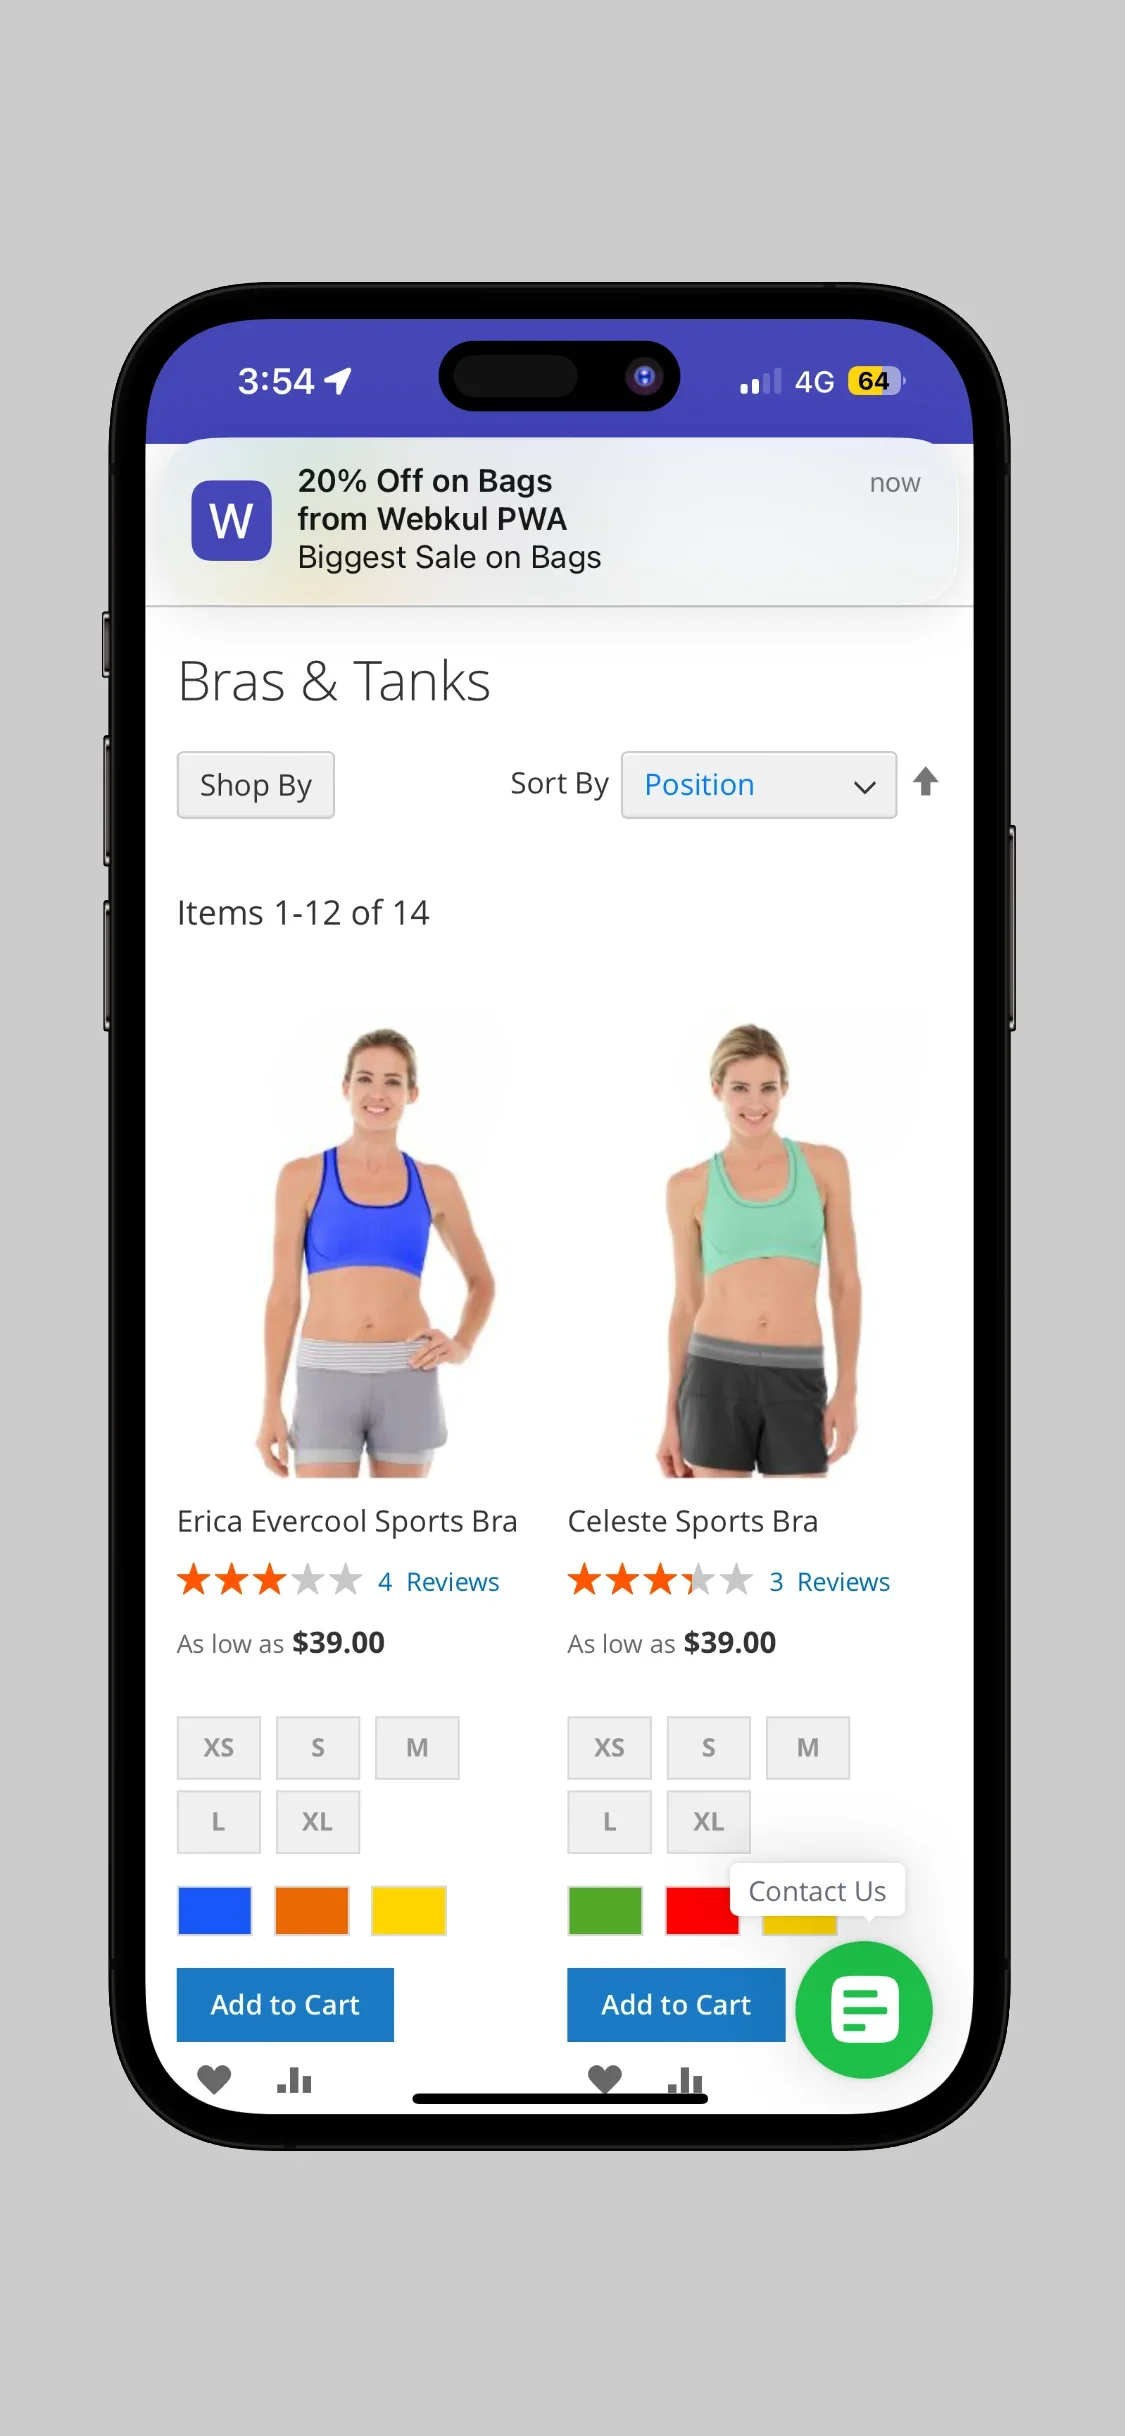 3:54 4G 64
W
20% Off on Bags now
from Webkul PWA
Biggest Sale on Bags
Bras & Tanks
Shop By Sort By Position
Items 1-12 of 14
Erica Evercool Sports Bra Celeste Sports Bra
4 Reviews 3 Reviews
As low as $39.00 As low as $39.00
XS S M XS S M
L XL L XL
Contact Us
Add to Cart Add to Cart